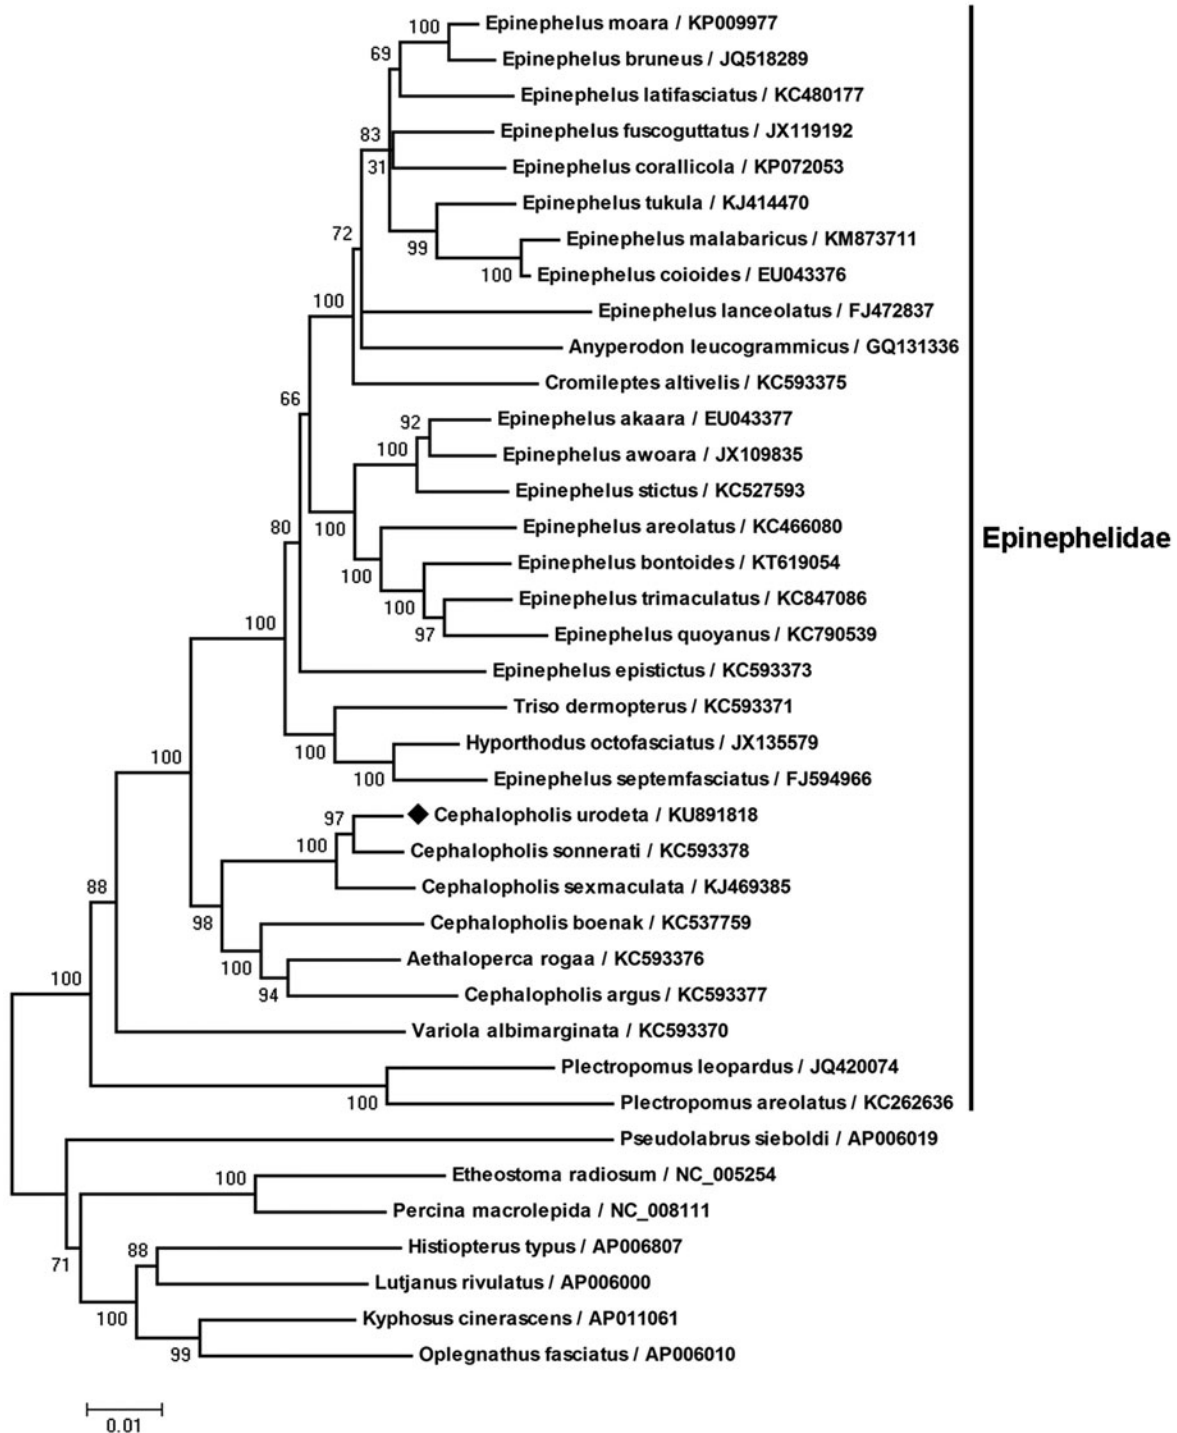 100
Epinephelus moara / KP009977
69
Epinephelus bruneus / JQ518289
Epinephelus latifasciatus / KC480177
83
Epinephelus fuscoguttatus / JX119192
31
Epinephelus corallicola / KP072053
Epinephelus tukula / KJ414470
72
99
Epinephelus malabaricus / KM873711
100
Epinephelus coioides / EU043376
100
Epinephelus lanceolatus / FJ472837
Anyperodon leucogrammicus / GQ131336
Cromileptes altivelis / KC593375
66
92
Epinephelus akaara / EU043377
100
Epinephelus awoara / JX109835
Epinephelus stictus / KC527593
80
100
Epinephelus areolatus / KC466080
Epinephelidae
100
Epinephelus bontoides / KT619054
100
Epinephelus trimaculatus / KC847086
97
Epinephelus quoyanus / KC790539
100
Epinephelus epistictus / KC593373
Triso dermopterus / KC593371
100
Hyporthodus octofasciatus / JX135579
100
100
Epinephelus septemfasciatus / FJ594966
97
Cephalopholis urodeta / KU891818
100
Cephalopholis sonnerati / KC593378
88
Cephalopholis sexmaculata / KJ469385
98
Cephalopholis boenak / KC537759
100
Aethaloperca rogaa / KC593376
100
94
Cephalopholis argus / KC593377
Variola albimarginata / KC593370
Plectropomus leopardus / JQ420074
100
Plectropomus areolatus / KC262636
Pseudolabrus sieboldi / AP006019
100
Etheostoma radiosum / NC_005254
Percina macrolepida / NC_008111
71
88
Histiopterus typus / AP006807
Lutjanus rivulatus / AP006000
100
Kyphosus cinerascens / AP011061
99
Oplegnathus fasciatus / AP006010
0.01